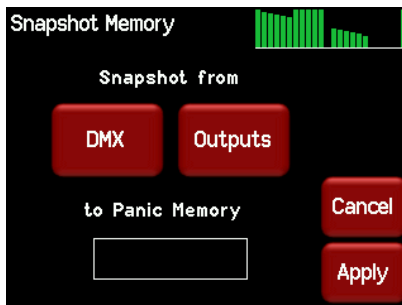 Snapshot Memory
Snapshot from
DMX Outputs
to Panic Memory
Cancel
Apply